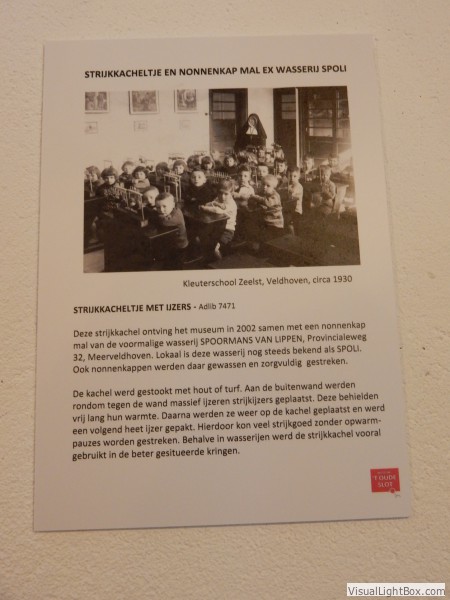 STRIJKKACHELTJE EN NONNENKAP MAL EX WASSERIJ SPOLI
Kleuterschool Zeelst, Veldhoven, circa 1930
STRIJKKACHELTJE MET IJZERS - Adlib 7471
Deze strijkkachel ontving het museum in 2002 samen met een nonnenkap
mal van de voormalige wasserij SPOORMANS VAN LIPPEN, Provincialeweg
32, Meerveldhoven. Lokaal is deze wasserij nog steeds bekend als SPOLI.
Ook nonnenkappen werden daar gewassen en zorgvuldig gestreken.
De kachel werd gestookt met hout of turf. Aan de buitenwand werden
rondom tegen de wand massief ijzeren strijkijzers geplaatst. Deze behielden
vrij lang hun warmte. Daarna werden ze weer op de kachel geplaatst en werd
een volgend heet ijzer gepakt. Hierdoor kon veel strijkgoed zonder opwarm-
pauzes worden gestreken. Behalve in wasserijen werd de strijkkachel vooral
gebruikt in de beter gesitueerde kringen.
'T OUDE
SLOT
VisualLightBox.com